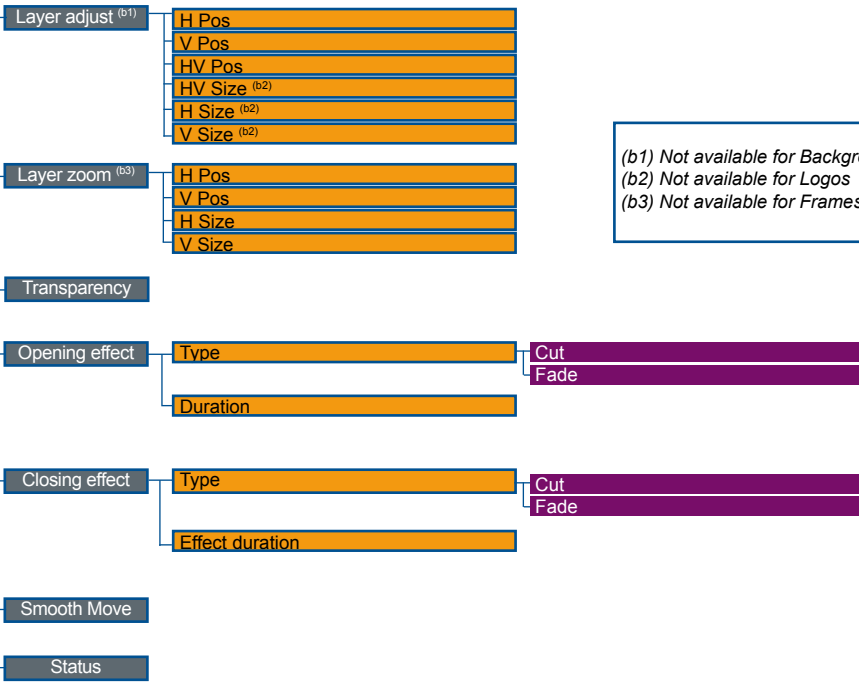 Layer adjust (b1)
H Pos
V Pos
HV Pos
HV Size (b2)
H Size (b2)
V Size (b2)
(b1) Not available for
(b2) Not available for Logos
(b3) Not available for Frames
Layer zoom (b3)
H Pos
V Pos
H Size
V Size
Transparency
Opening effect
Type
Cut
Fade
Duration
Closing effect
Type
Cut
Fade
Effect duration
Smooth Move
Status